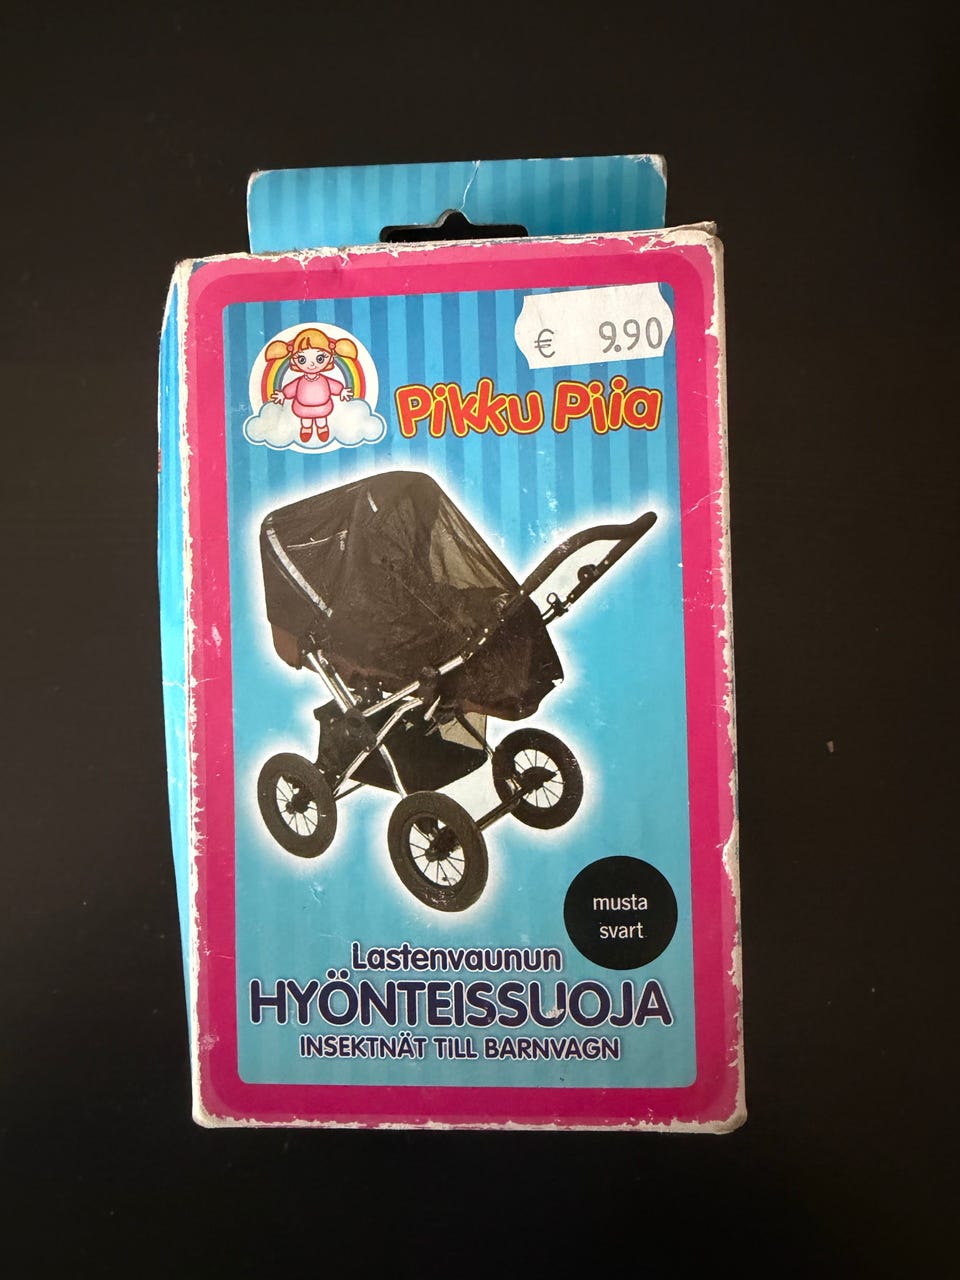 € 9.90
Pikku Piia
musta
svart
Lastenvaunun
HYÖNTEISSUOJA
INSEKTNÄT TILL BARNVAGN